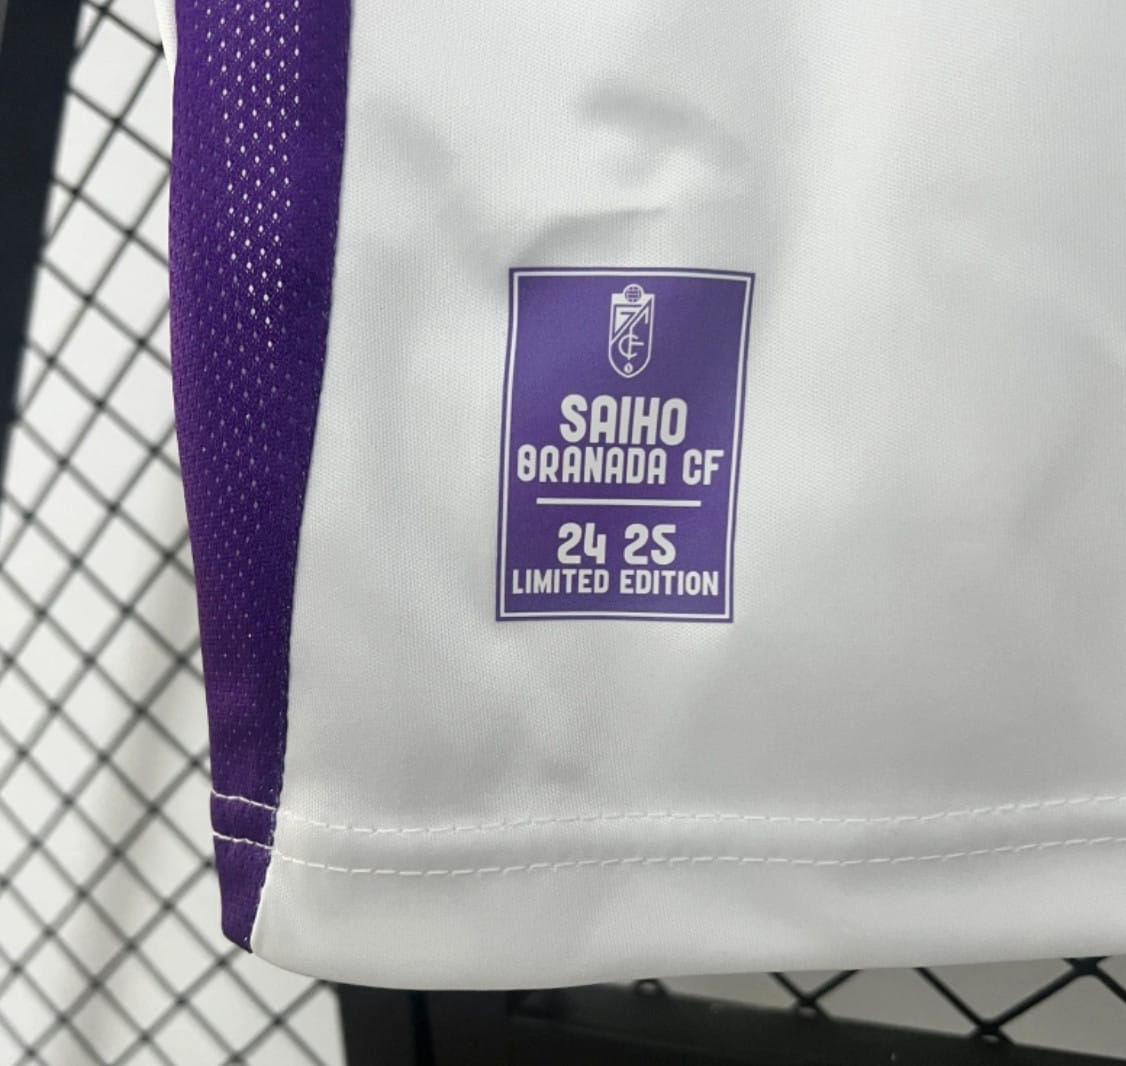 SAIHO
GRANADA CF
24 25
LIMITED EDITION